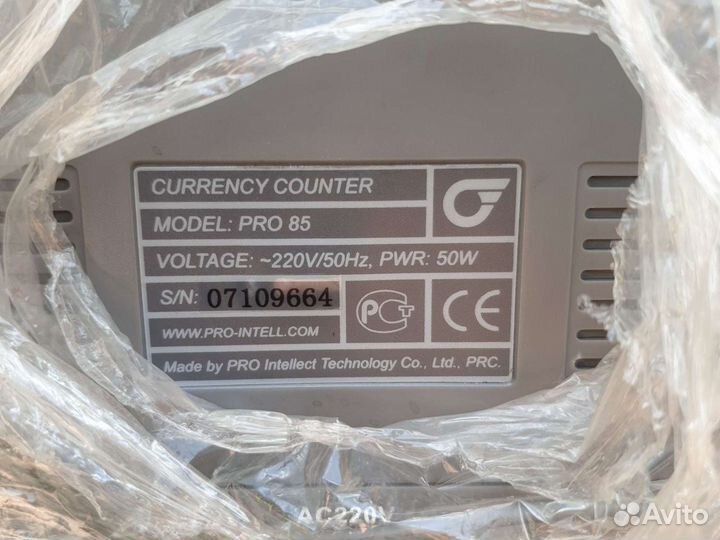 CURRENCY COUNTER
MODEL: PRO 85
VOLTAGE: ~220V/50Hz, PWR: 50W
S/N: 07109664
WWW.PRO-INTELL.COM
РСТ
CE
Made by PRO Intellect Technology Co., Ltd., PRC.
AC220V
Avito